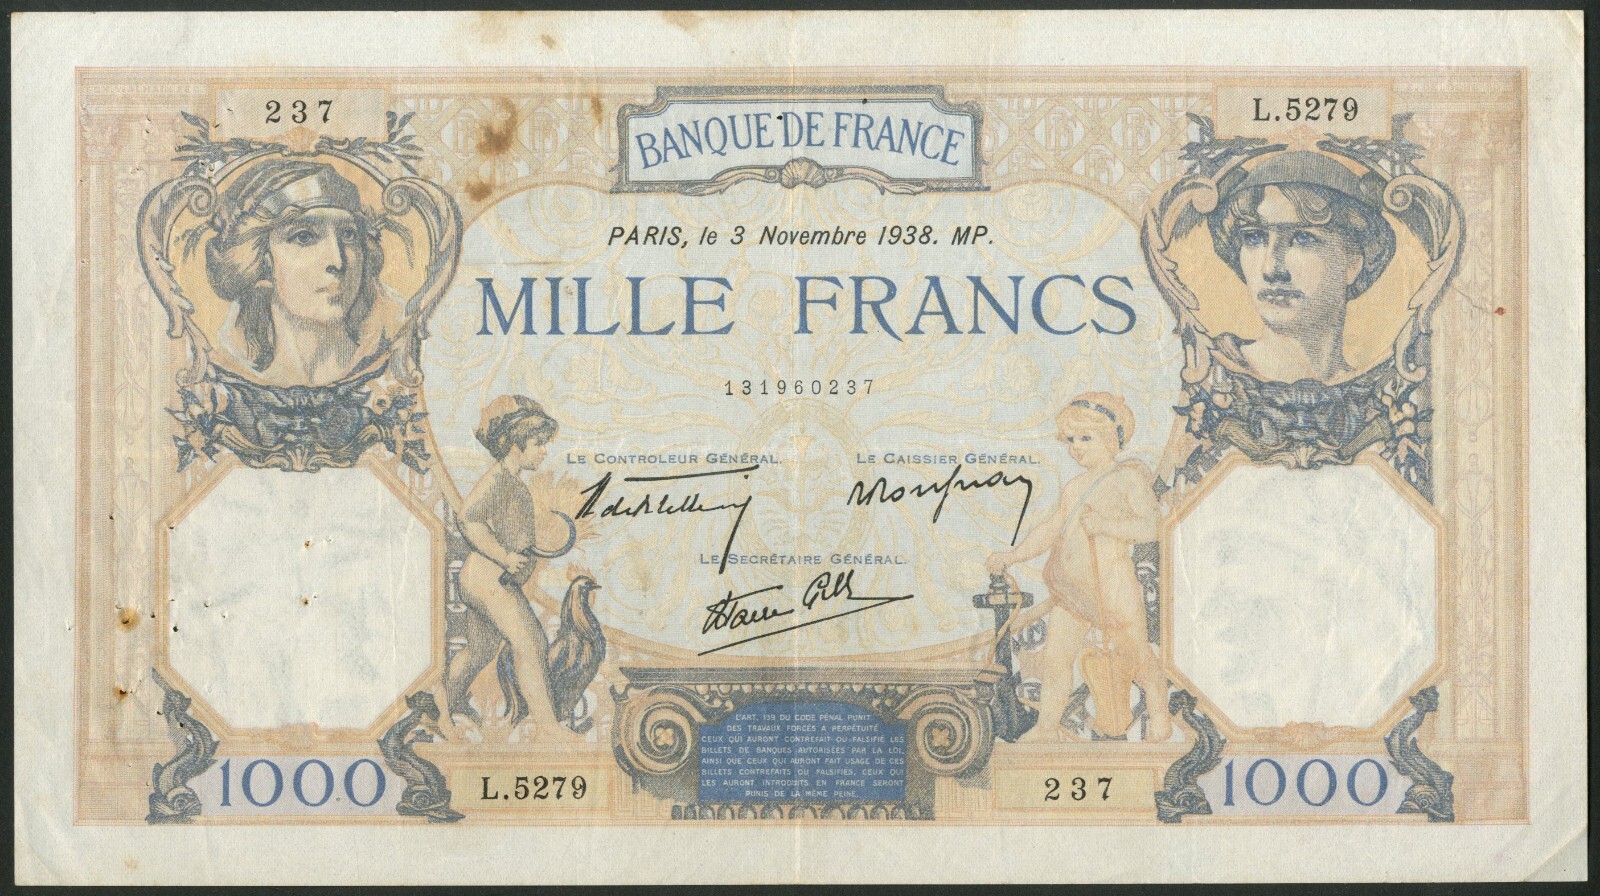 237
L.5279
BANQUE DE FRANCE
PARIS, le 3 Novembre 1938. MP.
MILLE FRANCS
131960237
LE CONTROLEUR GÉNÉRAL.
LE CAISSIER GÉNÉRAL.
LE SECRÉTAIRE GÉNÉRAL.
L'ART. 139 DU CODE PÉNAL PUNIT
DES TRAVAUX FORCÉS A PERPÉTUITÉ
CEUX QUI AURONT CONTREFAIT OU FALSIFIÉ LES
BILLETS DE BANQUES AUTORISÉES PAR LA LOI,
AINSI QUE CEUX QUI AURONT FAIT USAGE DE CES
BILLETS CONTREFAITS OU FALSIFIÉS, CEUX QUI
LES AURONT INTRODUITS EN FRANCE SERONT
PUNIS DE LA MÊME PEINE.
1000
L.5279
237
1000